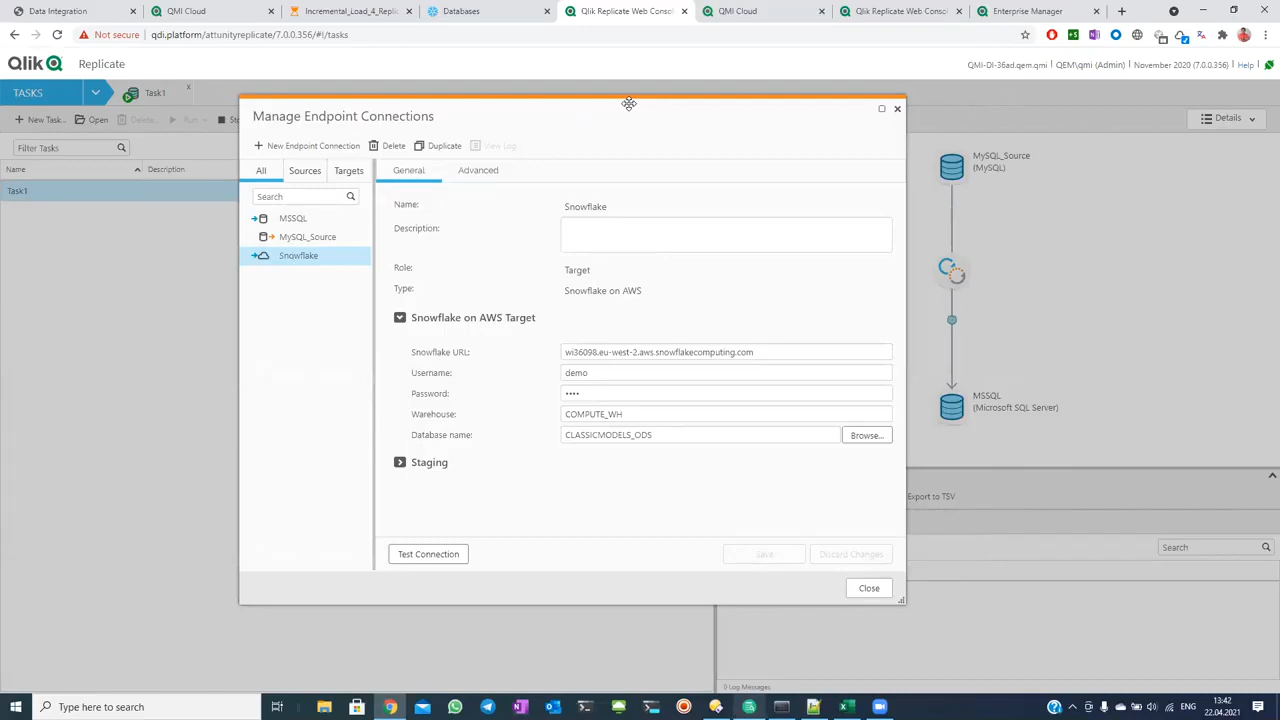 Data Integration
QMI Cloud
Incremental_Load_4_Repli
Databases
Qlik Replicate Web Consol
QMI Cloud
Qlik Replicate Web Consol
Enterprise Manager
Not secure
qdi.platform/attunityreplicate/7.0.0.356/#!/tasks
Qlik
Replicate
QMI-DI-36ad.qem.qmi
QEM\qmi (Admin)
November 2020 (7.0.0.356)
Help
TASKS
Task1
New Task...
Open
Delete...
Run
Sto
Details
Filter Tasks
Name
Description
Task1
Manage Endpoint Connections
New Endpoint Connection
Delete
Duplicate
View Log
All
Sources
Targets
General
Advanced
Search
MSSQL
MySQL_Source
Snowflake
Name:
Snowflake
Description:
Role:
Target
Type:
Snowflake on AWS
Snowflake on AWS Target
Snowflake URL:
wi36098.eu-west-2.aws.snowflakecomputing.com
Username:
demo
Password:
••••
Warehouse:
COMPUTE_WH
Database name:
CLASSICMODELS_ODS
Browse...
Staging
Test Connection
Save
Discard Changes
Close
MySQL_Source
(MySQL)
MSSQL
(Microsoft SQL Server)
Export to TSV
Search
9 Log Messages
Type here to search
13:42
22.04.2021